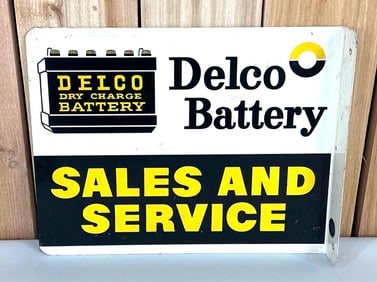 DELCO
DRY CHARGE
BATTERY
Delco
Battery
SALES AND
SERVICE